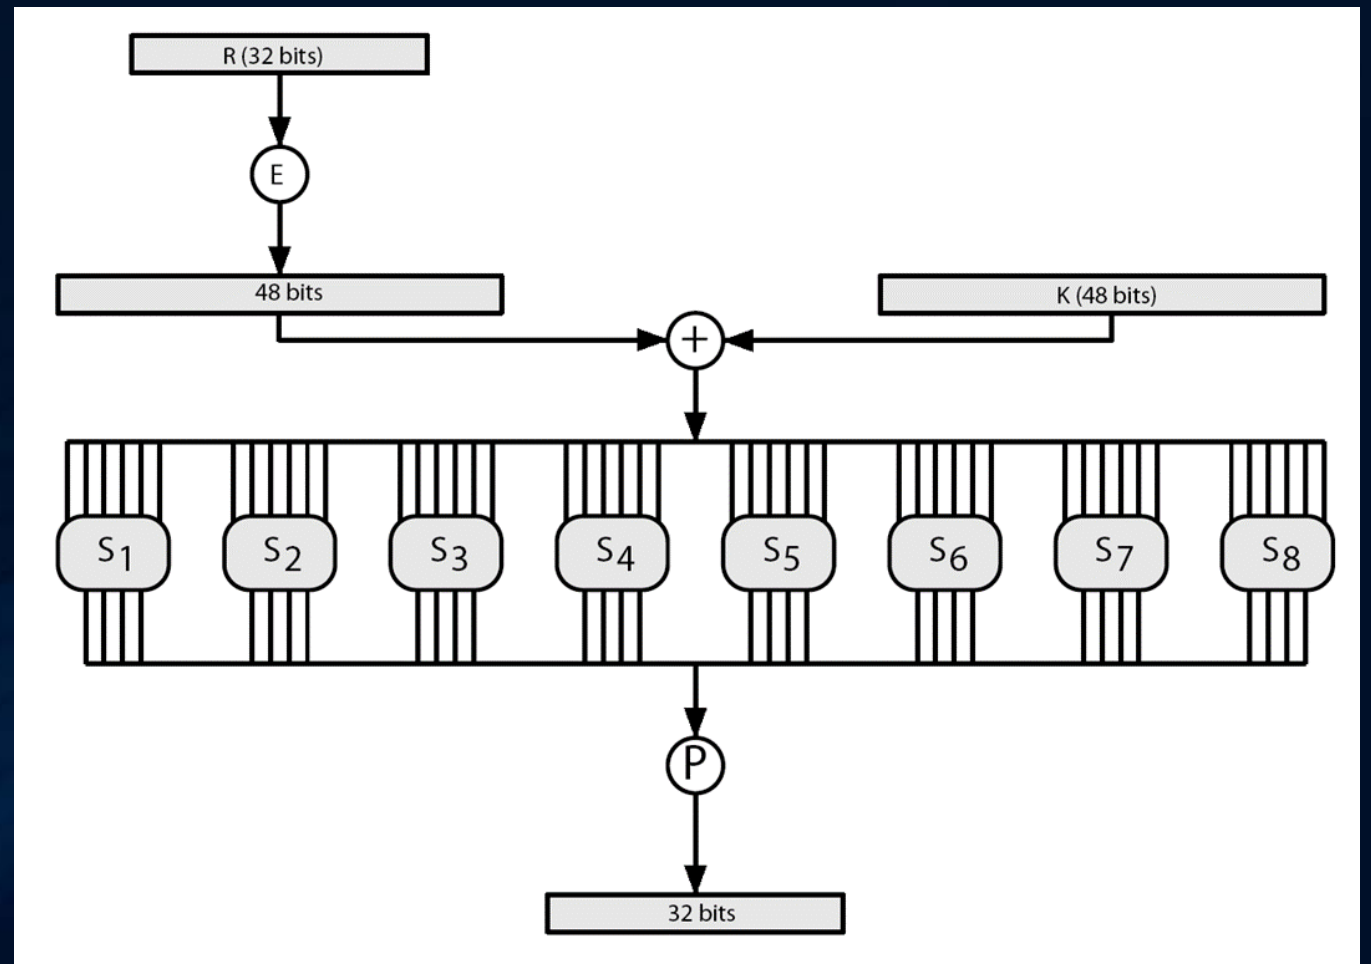 R (32 bits)
E
48 bits
K (48 bits)
+
S1 S2 S3 S4 S5 S6 S7 S8
P
32 bits